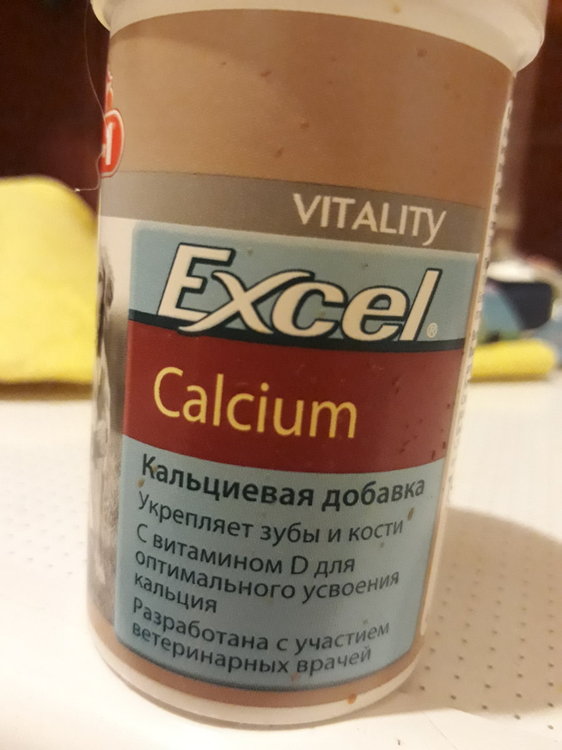 VITALITY
Excel®
Calcium
Кальциевая добавка
Укрепляет зубы и кости
С витамином D для
оптимального усвоения
кальция
Разработана с участием
ветеринарных врачей